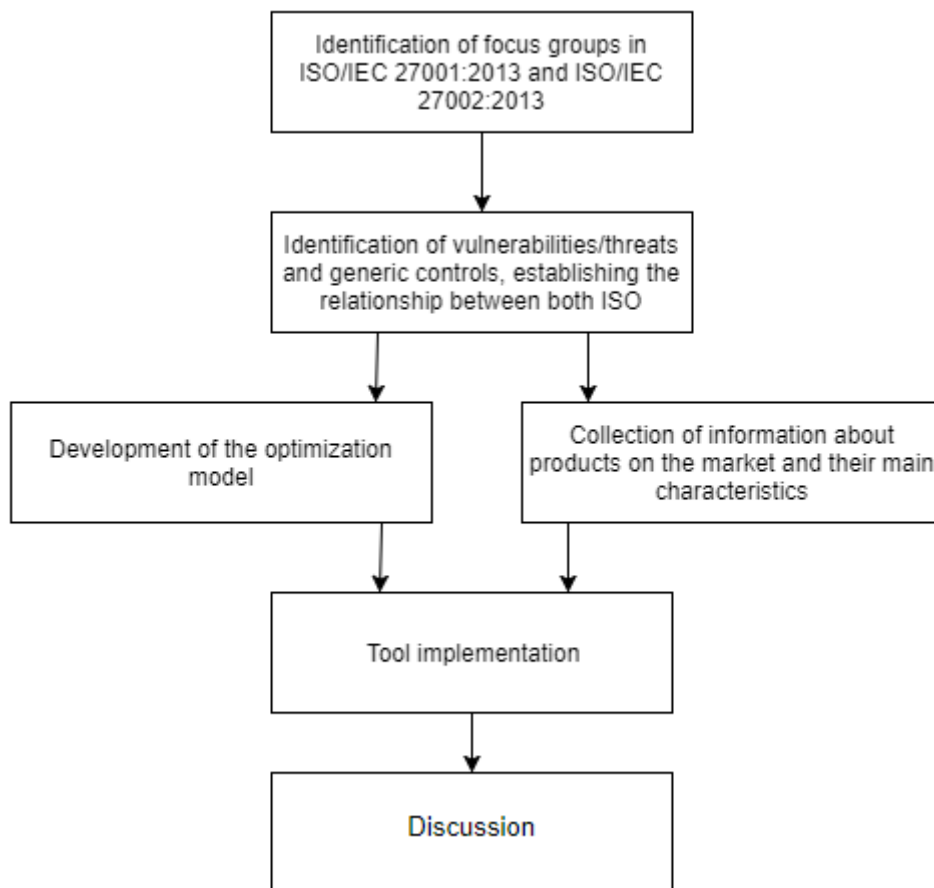 Identification of focus groups in
ISO/IEC 27001:2013 and ISO/IEC
27002:2013
Identification of vulnerabilities/threats
and generic controls, establishing the
relationship between both ISO
Development of the optimization
model
Collection of information about
products on the market and their main
characteristics
Tool implementation
Discussion